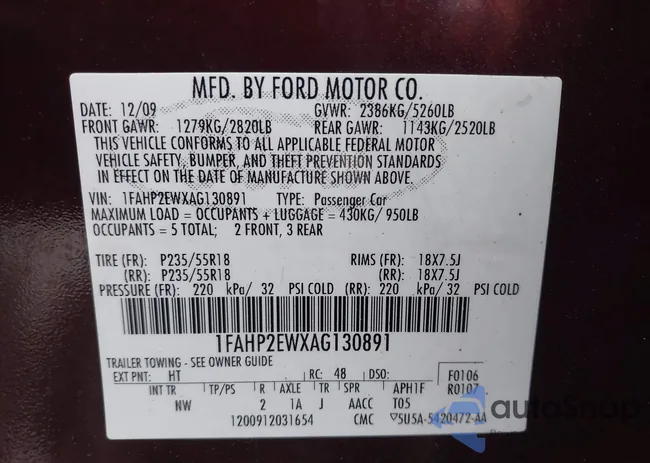 MFD. BY FORD MOTOR CO.
DATE: 12/09 GVWR: 2386KG/5260LB
FRONT GAWR: 1279KG/2820LB REAR GAWR: 1143KG/2520LB
THIS VEHICLE CONFORMS TO ALL APPLICABLE FEDERAL MOTOR
VEHICLE SAFETY, BUMPER, AND THEFT PREVENTION STANDARDS
IN EFFECT ON THE DATE OF MANUFACTURE SHOWN ABOVE.
VIN: 1FAHP2EWXAG130891 TYPE: Passenger Car
MAXIMUM LOAD = OCCUPANTS + LUGGAGE = 430KG/950LB
OCCUPANTS = 5 TOTAL; 2 FRONT, 3 REAR
TIRE (FR): P235/55R18 RIMS (FR): 18X7.5J
(RR): P235/55R18 (RR): 18X7.5J
PRESSURE (FR): 220 kPa/ 32 PSI COLD (RR): 220 kPa/ 32 PSI COLD
1FAHP2EWXAG130891
TRAILER TOWING - SEE OWNER GUIDE
EXT PNT: HT RC: 48 DSO: F0106
INT TR TP/PS R AXLE TR SPR APH1F R0107
NW 2 1A J AACC T05
1200912031654 CMC ▽5U5A-5420472-AA
autoSnap